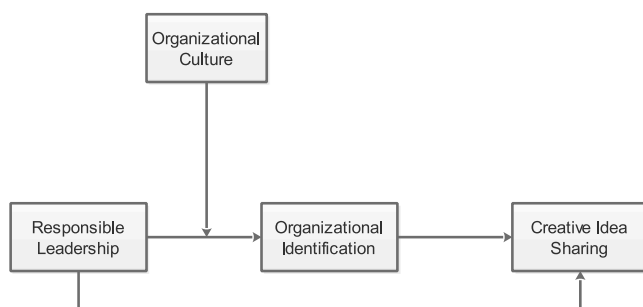 Organizational
Culture
Responsible
Leadership
Organizational
Identification
Creative Idea
Sharing